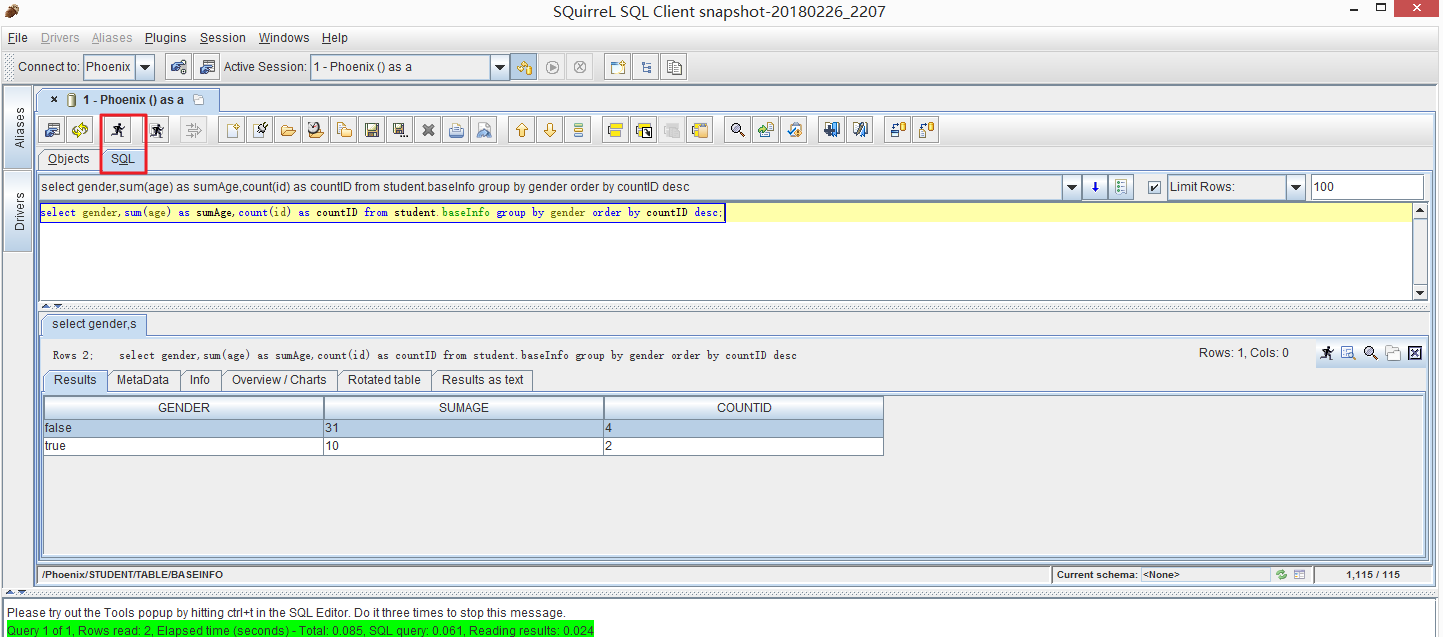 SQuirreL SQL Client snapshot-20180226_2207
File Drivers Aliases Plugins Session Windows Help
Connect to: Phoenix Active Session: 1 - Phoenix () as a
Aliases
Drivers
1 - Phoenix () as a
Objects SQL
select gender,sum(age) as sumAge,count(id) as countID from student.baseInfo group by gender order by countID desc Limit Rows: 100
select gender,sum(age) as sumAge,count(id) as countID from student.baseInfo group by gender order by countID desc;
select gender,s
Rows 2; select gender,sum(age) as sumAge,count(id) as countID from student.baseInfo group by gender order by countID desc Rows: 1, Cols: 0
Results MetaData Info Overview / Charts Rotated table Results as text
GENDER SUMAGE COUNTID
false 31 4
true 10 2
/Phoenix/STUDENT/TABLE/BASEINFO Current schema: <None> 1,115 / 115
Please try out the Tools popup by hitting ctrl+t in the SQL Editor. Do it three times to stop this message.
Query 1 of 1, Rows read: 2, Elapsed time (seconds) - Total: 0.085, SQL query: 0.061, Reading results: 0.024